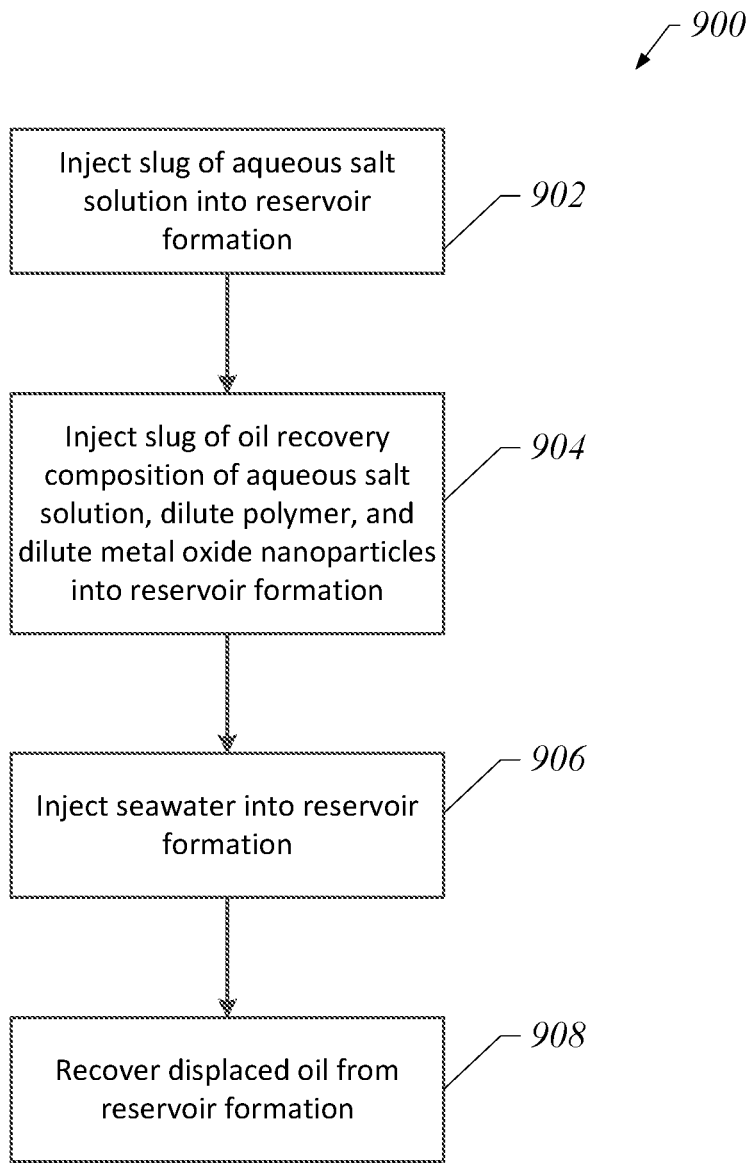 900
Inject slug of aqueous salt
solution into reservoir
formation
902
Inject slug of oil recovery
composition of aqueous salt
solution, dilute polymer, and
dilute metal oxide nanoparticles
into reservoir formation
904
Inject seawater into reservoir
formation
906
Recover displaced oil from
reservoir formation
908